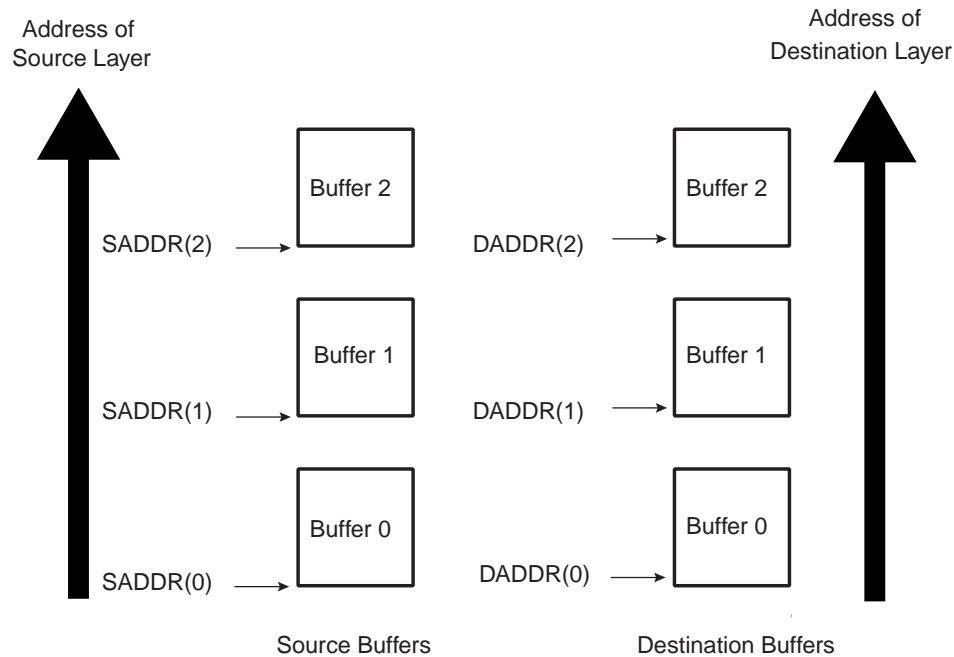 Address of
Source Layer
Address of
Destination Layer
Buffer 2
Buffer 2
SADDR(2)
DADDR(2)
Buffer 1
Buffer 1
SADDR(1)
DADDR(1)
Buffer 0
Buffer 0
SADDR(0)
DADDR(0)
Source Buffers
Destination Buffers